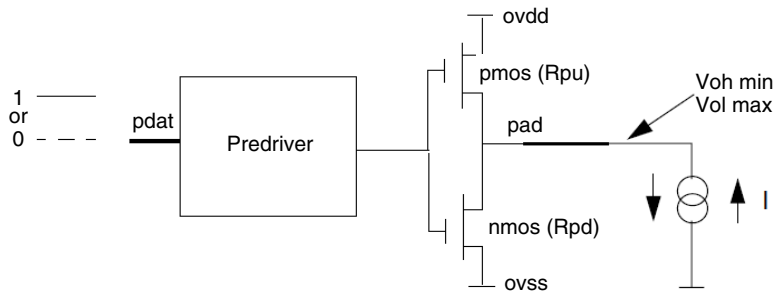 ovdd
pmos (Rpu)
Voh min
Vol max
1
or
0
pdat
Predriver
pad
I
nmos (Rpd)
ovss